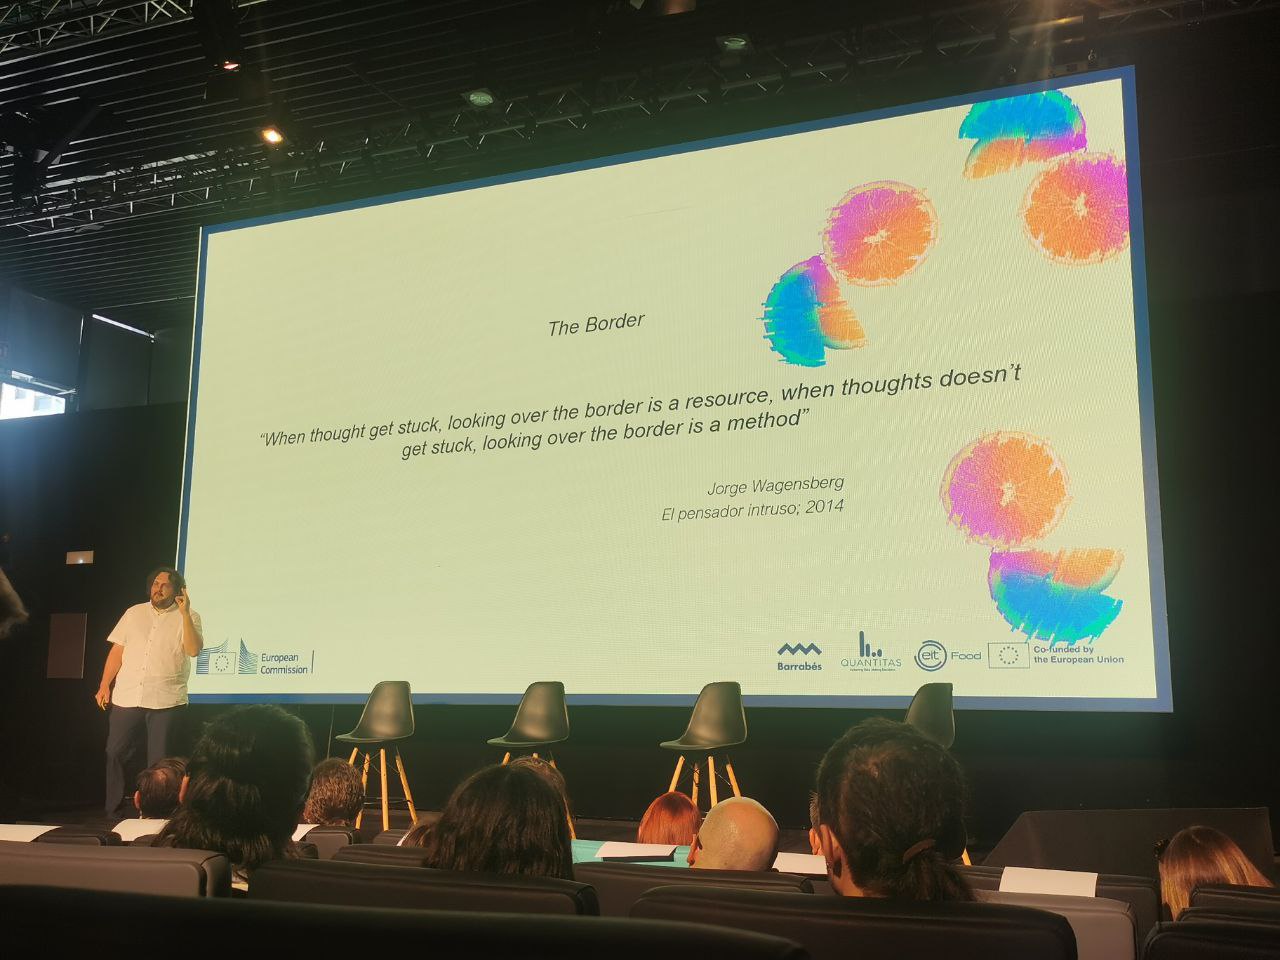 The Border
“When thought get stuck, looking over the border is a resource, when thoughts doesn’t
get stuck, looking over the border is a method”
Jorge Wagensberg
El pensador intruso; 2014
European
Commission
Barrabés
QUANTITAS
eit Food
Co-funded by
the European Union